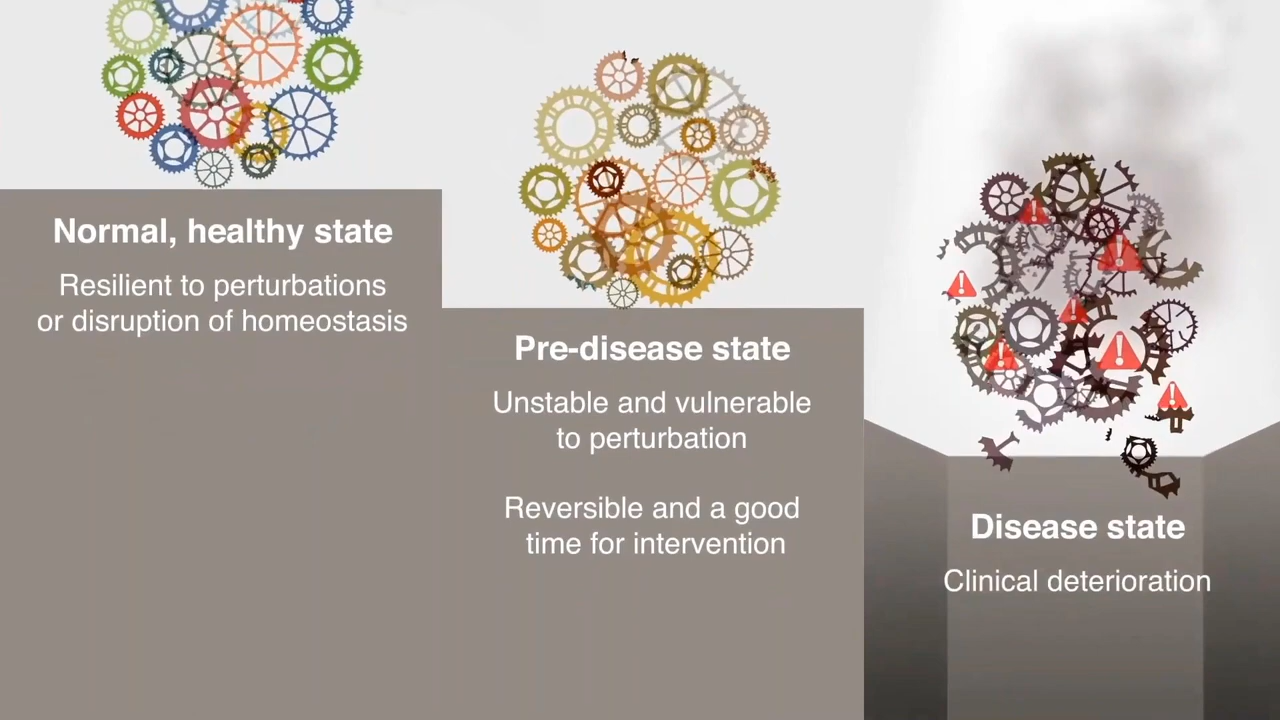 Normal, healthy state
Resilient to perturbations
or disruption of homeostasis
Pre-disease state
Unstable and vulnerable
to perturbation
Reversible and a good
time for intervention
Disease state
Clinical deterioration